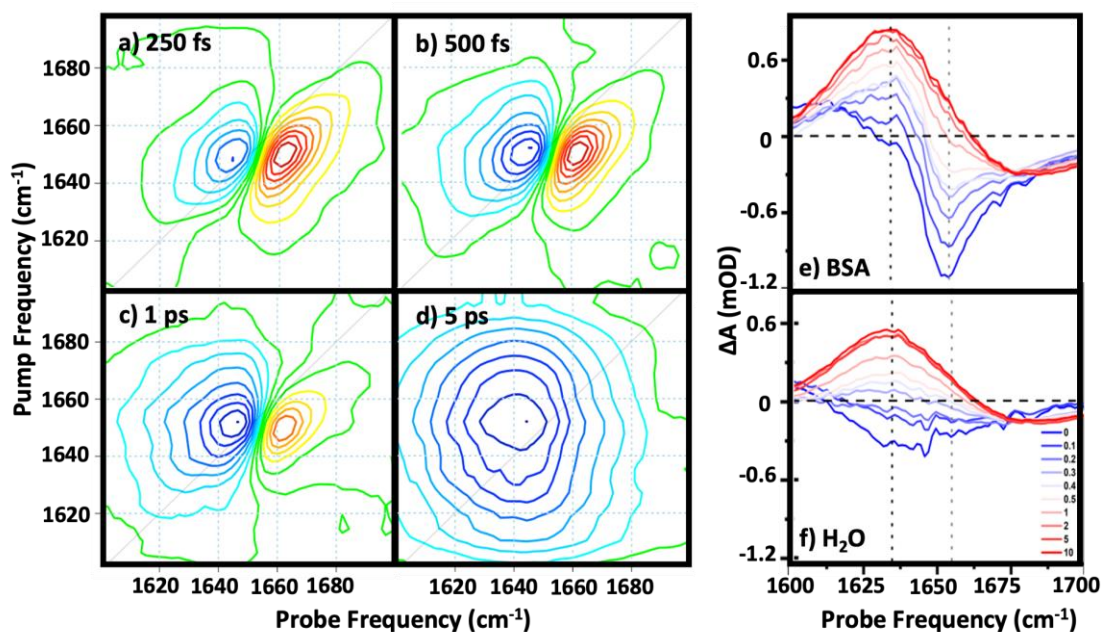 a) 250 fs
b) 500 fs
1680
1660
1640
1620
c) 1 ps
d) 5 ps
1680
1660
1640
1620
Pump Frequency (cm⁻¹)
1620 1640 1660 1680
1620 1640 1660 1680
Probe Frequency (cm⁻¹)
0.6
0
-0.6
-1.2
e) BSA
ΔA (mOD)
0.6
0
-0.6
-1.2
f) H₂O
0
0.1
0.2
0.3
0.4
0.5
1
2
5
10
1600 1625 1650 1675 1700
Probe Frequency (cm⁻¹)